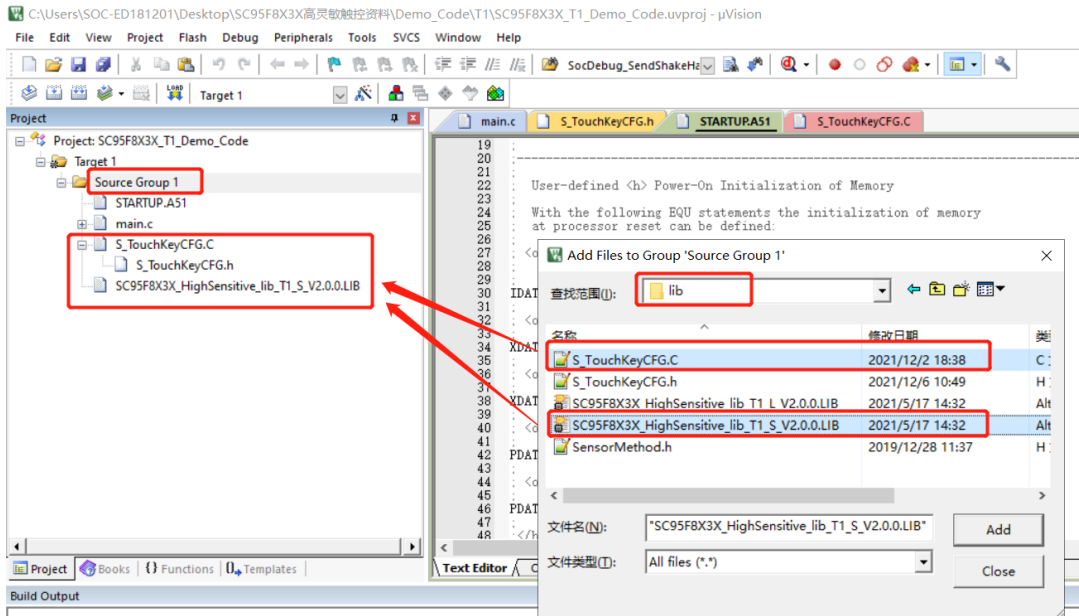 C:\Users\SOC-ED181201\Desktop\SC95F8X3X高灵敏触控资料\Demo_Code\T1\SC95F8X3X_T1_Demo_Code.uvproj - µVision
File Edit View Project Flash Debug Peripherals Tools SVCS Window Help
SocDebug_SendShakeHa
LOAD
Target 1
Project
main.c S_TouchKeyCFG.h STARTUP.A51 S_TouchKeyCFG.C
Project: SC95F8X3X_T1_Demo_Code
Target 1
Source Group 1
STARTUP.A51
main.c
S_TouchKeyCFG.C
S_TouchKeyCFG.h
SC95F8X3X_HighSensitive_lib_T1_S_V2.0.0.LIB
19 ;
20 ;------------------------------------------------------------------------------
21 ;
22 ; User-defined <h> Power-On Initialization of Memory
23 ;
24 ; With the following EQU statements the initialization of memory
25 ; at processor reset can be defined:
26 ;
27 ; <o
28 ;
29 ;
30 IDAT
31 ;
32 ; <o
33 ;
34 XDAT
35 ;
36 ; <o
37 ;
38 XDAT
39 ;
40 ; <o
41 ;
42 PDAT
43 ;
44 ; <o
45 ;
46 PDAT
47 ;
48 ;</h
Add Files to Group 'Source Group 1'
查找范围(I): lib
名称 修改日期 类
S_TouchKeyCFG.C 2021/12/2 18:38 C
S_TouchKeyCFG.h 2021/12/6 10:49 H
SC95F8X3X_HighSensitive_lib_T1_L_V2.0.0.LIB 2021/5/17 14:32 Alt
SC95F8X3X_HighSensitive_lib_T1_S_V2.0.0.LIB 2021/5/17 14:32 Alt
SensorMethod.h 2019/12/28 11:37 H
文件名(N): "SC95F8X3X_HighSensitive_lib_T1_S_V2.0.0.LIB" Add
文件类型(T): All files (*.*) Close
Project Books {} Functions Templates
Text Editor
Build Output